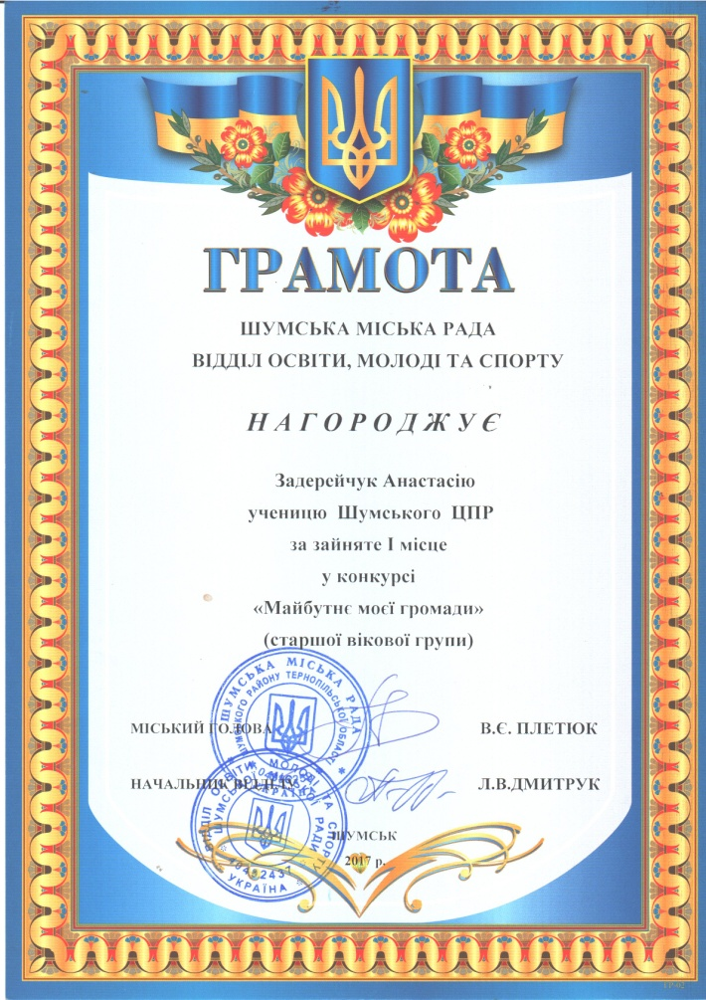 ГРАМОТА
ШУМСЬКА МІСЬКА РАДА
ВІДДІЛ ОСВІТИ, МОЛОДІ ТА СПОРТУ
НАГОРОДЖУЄ
Задерейчук Анастасію
ученицю Шумського ЦПР
за зайняте І місце
у конкурсі
«Майбутнє моєї громади»
(старшої вікової групи)
ШУМСЬКА МІСЬКА РАДА
ШУМСЬКОГО РАЙОНУ ТЕРНОПІЛЬСЬКОЇ ОБЛАСТІ
МІСЬКИЙ ГОЛОВА В.Є. ПЛЕТЮК
НАЧАЛЬНИК ВІДДІЛУ Л.В.ДМИТРУК
ВІДДІЛ ОСВІТИ МОЛОДІ ТА СПОРТУ
ШУМСЬКОЇ МІСЬКОЇ РАДИ
УКРАЇНА
ШУМСЬК
2017 р.